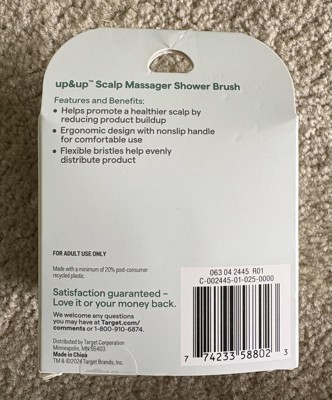 up&up™ Scalp Massager Shower Brush
Features and Benefits:
• Helps promote a healthier scalp by
reducing product buildup
• Ergonomic design with nonslip handle
for comfortable use
• Flexible bristles help evenly
distribute product
FOR ADULT USE ONLY
Made with a minimum of 20% post-consumer
recycled plastic.
Satisfaction guaranteed –
Love it or your money back.
We welcome any questions
you may have at Target.com/
comments or 1-800-910-6874.
Distributed by Target Corporation
Minneapolis, MN 55403
Made in China
TM & ©2024 Target Brands, Inc.
063 04 2445 R01
C-002445-01-025-0000
7 74233 58802 3